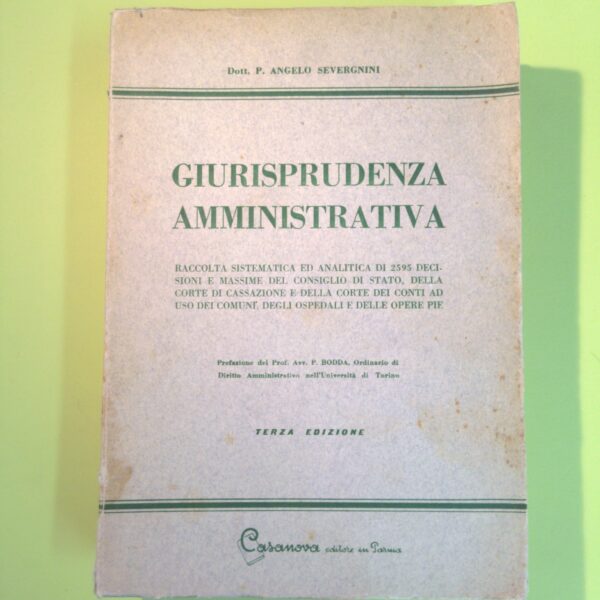 Dott. P. ANGELO SEVERGNINI
GIURISPRUDENZA
AMMINISTRATIVA
RACCOLTA SISTEMATICA ED ANALITICA DI 2595 DECI-
SIONI E MASSIME DEL CONSIGLIO DI STATO, DELLA
CORTE DI CASSAZIONE E DELLA CORTE DEI CONTI AD
USO DEI COMUNI, DEGLI OSPEDALI E DELLE OPERE PIE
Prefazione del Prof. Avv. P. BODDA, Ordinario di
Diritto Amministrativo nell'Università di Torino
TERZA EDIZIONE
Casanova editore in Parma